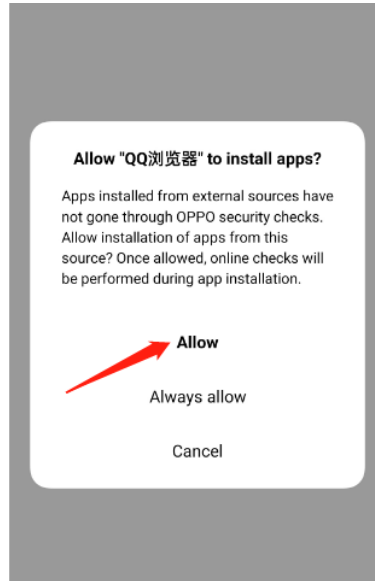 Allow "QQ浏览器" to install apps?
Apps installed from external sources have
not gone through OPPO security checks.
Allow installation of apps from this
source? Once allowed, online checks will
be performed during app installation.
Allow
Always allow
Cancel